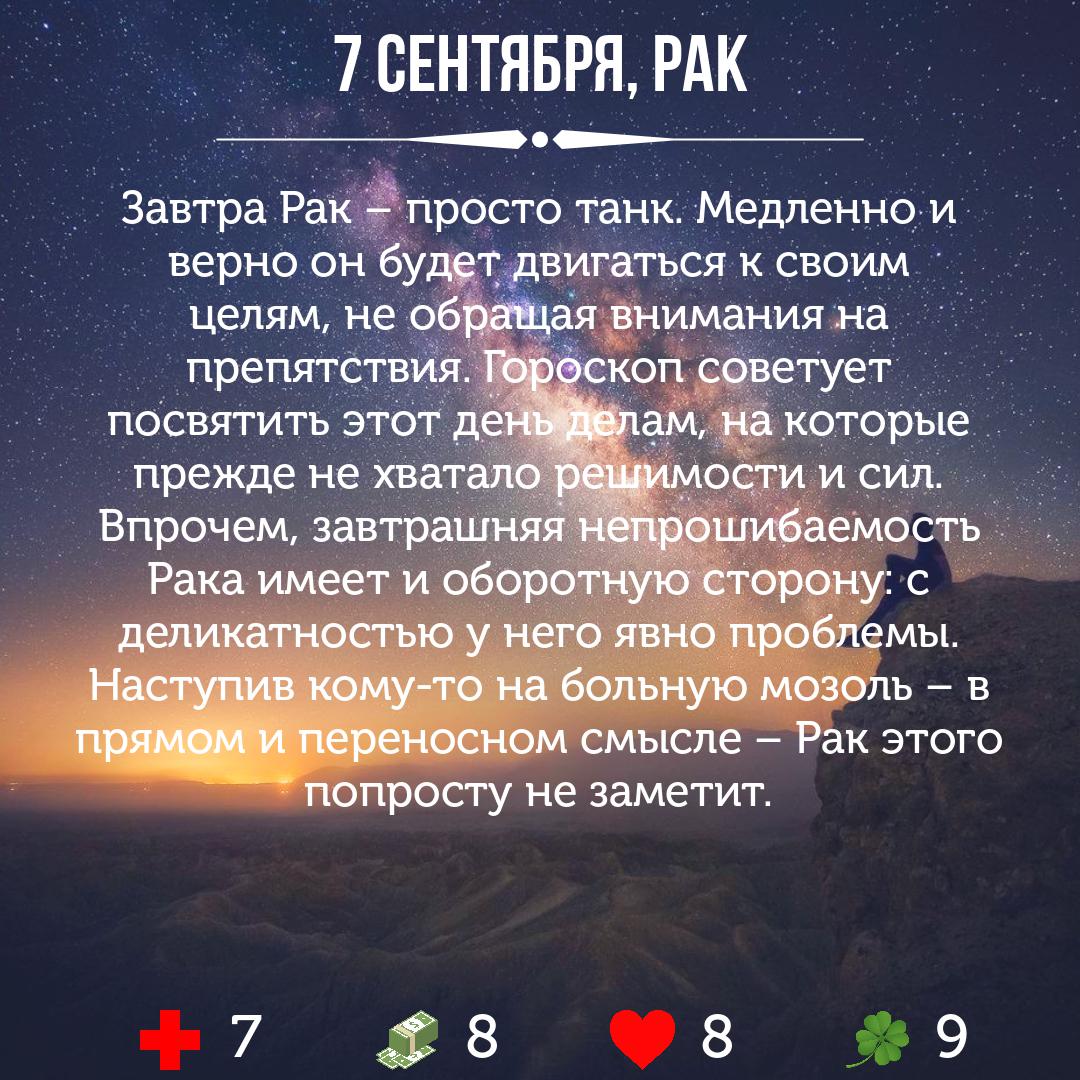 7 СЕНТЯБРЯ, РАК
Завтра Рак – просто танк. Медленно и
верно он будет двигаться к своим
целям, не обращая внимания на
препятствия. Гороскоп советует
посвятить этот день делам, на которые
прежде не хватало решимости и сил.
Впрочем, завтрашняя непрошибаемость
Рака имеет и оборотную сторону: с
деликатностью у него явно проблемы.
Наступив кому-то на больную мозоль – в
прямом и переносном смысле – Рак этого
попросту не заметит.
7 8 8 9